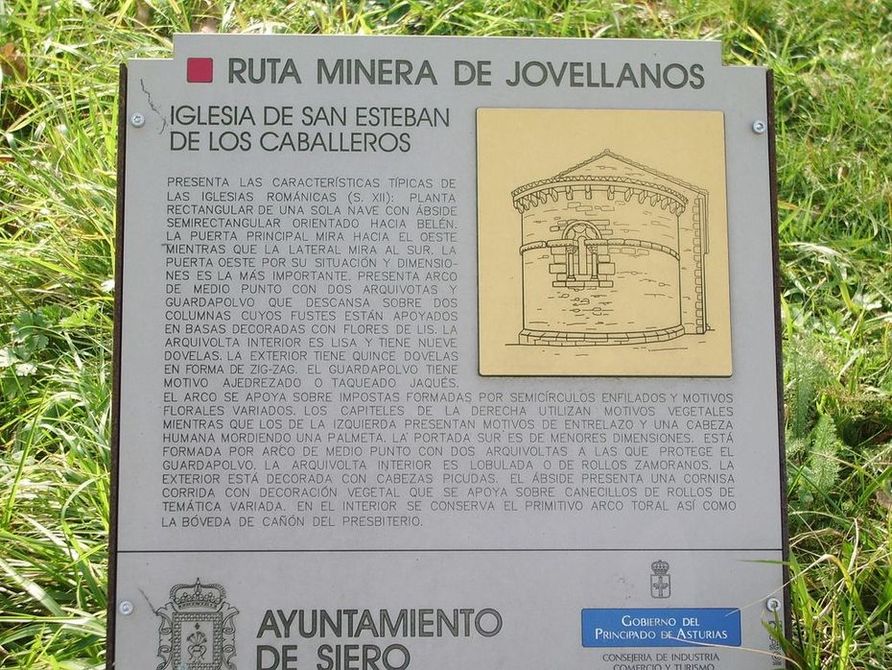 RUTA MINERA DE JOVELLANOS
IGLESIA DE SAN ESTEBAN
DE LOS CABALLEROS
PRESENTA LAS CARACTERÍSTICAS TÍPICAS DE
LAS IGLESIAS ROMÁNICAS (S. XII): PLANTA
RECTANGULAR DE UNA SOLA NAVE CON ÁBSIDE
SEMIRECTANGULAR ORIENTADO HACIA BELÉN.
LA PUERTA PRINCIPAL MIRA HACIA EL OESTE
MIENTRAS QUE LA LATERAL MIRA AL SUR. LA
PUERTA OESTE POR SU SITUACIÓN Y DIMENSIO-
NES ES LA MÁS IMPORTANTE. PRESENTA ARCO
DE MEDIO PUNTO CON DOS ARQUIVOTAS Y
GUARDAPOLVO QUE DESCANSA SOBRE DOS
COLUMNAS CUYOS FUSTES ESTÁN APOYADOS
EN BASAS DECORADAS CON FLORES DE LIS. LA
ARQUIVOLTA INTERIOR ES LISA Y TIENE NUEVE
DOVELAS. LA EXTERIOR TIENE QUINCE DOVELAS
EN FORMA DE ZIG-ZAG. EL GUARDAPOLVO TIENE
MOTIVO AJEDREZADO O TAQUEADO JAQUÉS.
EL ARCO SE APOYA SOBRE IMPOSTAS FORMADAS POR SEMICÍRCULOS ENFILADOS Y MOTIVOS
FLORALES VARIADOS. LOS CAPITELES DE LA DERECHA UTILIZAN MOTIVOS VEGETALES
MIENTRAS QUE LOS DE LA IZQUIERDA PRESENTAN MOTIVOS DE ENTRELAZO Y UNA CABEZA
HUMANA MORDIENDO UNA PALMETA. LA PORTADA SUR ES DE MENORES DIMENSIONES. ESTÁ
FORMADA POR ARCO DE MEDIO PUNTO CON DOS ARQUIVOLTAS A LAS QUE PROTEGE EL
GUARDAPOLVO. LA ARQUIVOLTA INTERIOR ES LOBULADA O DE ROLLOS ZAMORANOS. LA
EXTERIOR ESTÁ DECORADA CON CABEZAS PICUDAS. EL ÁBSIDE PRESENTA UNA CORNISA
CORRIDA CON DECORACIÓN VEGETAL QUE SE APOYA SOBRE CANECILLOS DE ROLLOS DE
TEMÁTICA VARIADA. EN EL INTERIOR SE CONSERVA EL PRIMITIVO ARCO TORAL ASÍ COMO
LA BÓVEDA DE CAÑÓN DEL PRESBITERIO.
AYUNTAMIENTO
DE SIERO
GOBIERNO DEL
PRINCIPADO DE ASTURIAS
CONSEJERIA DE INDUSTRIA
COMERCIO Y TURISMO